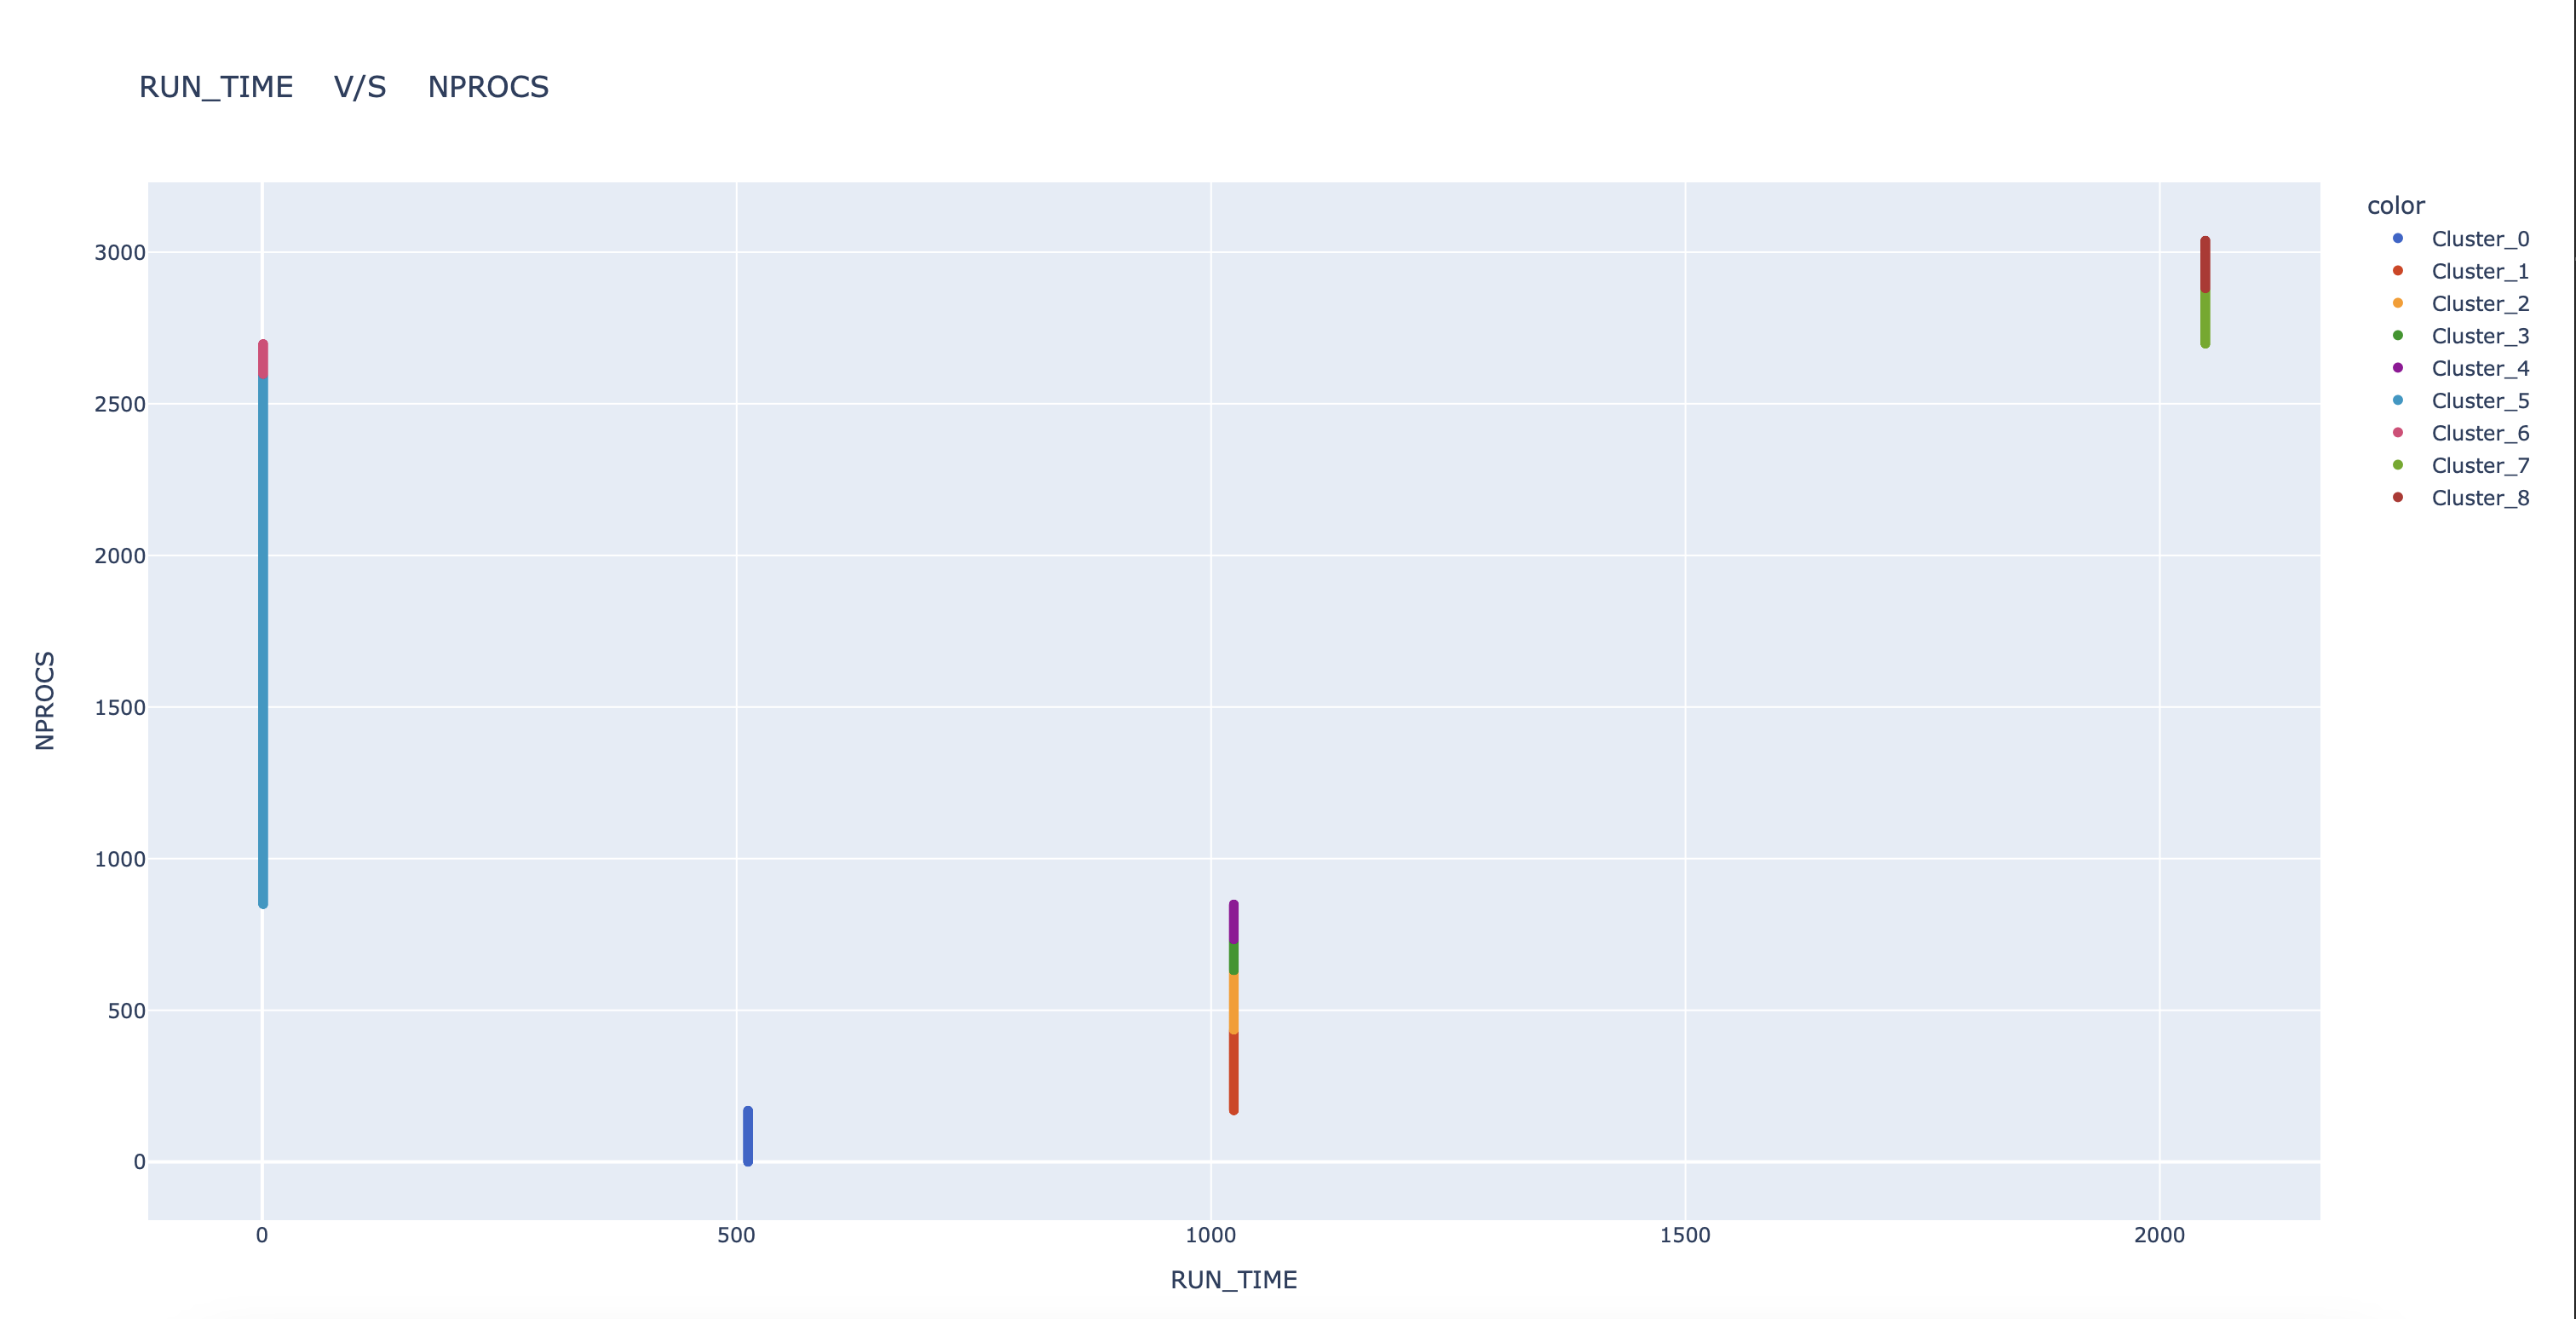 RUN_TIME V/S NPROCS
color
Cluster_0
Cluster_1
Cluster_2
Cluster_3
Cluster_4
Cluster_5
Cluster_6
Cluster_7
Cluster_8
NPROCS
3000
2500
2000
1500
1000
500
0
0 500 1000 1500 2000
RUN_TIME